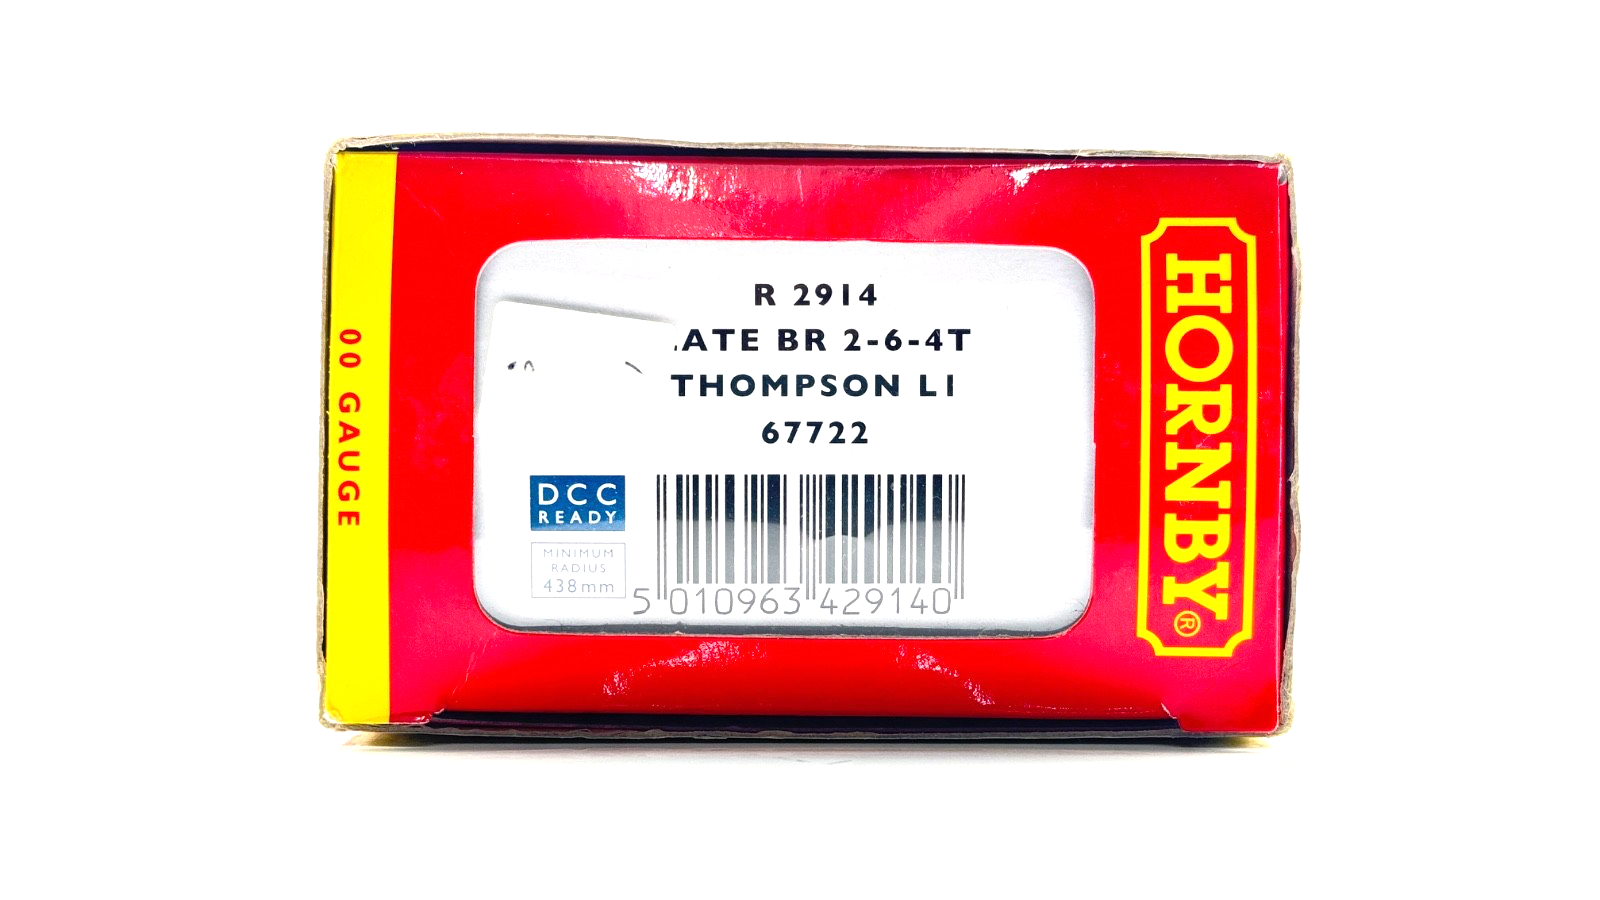 R 2914
.ATE BR 2-6-4T
THOMPSON L1
67722
DCC
READY
MINIMUM
RADIUS
438mm
5 010963 429140
00 GAUGE
HORNBY®